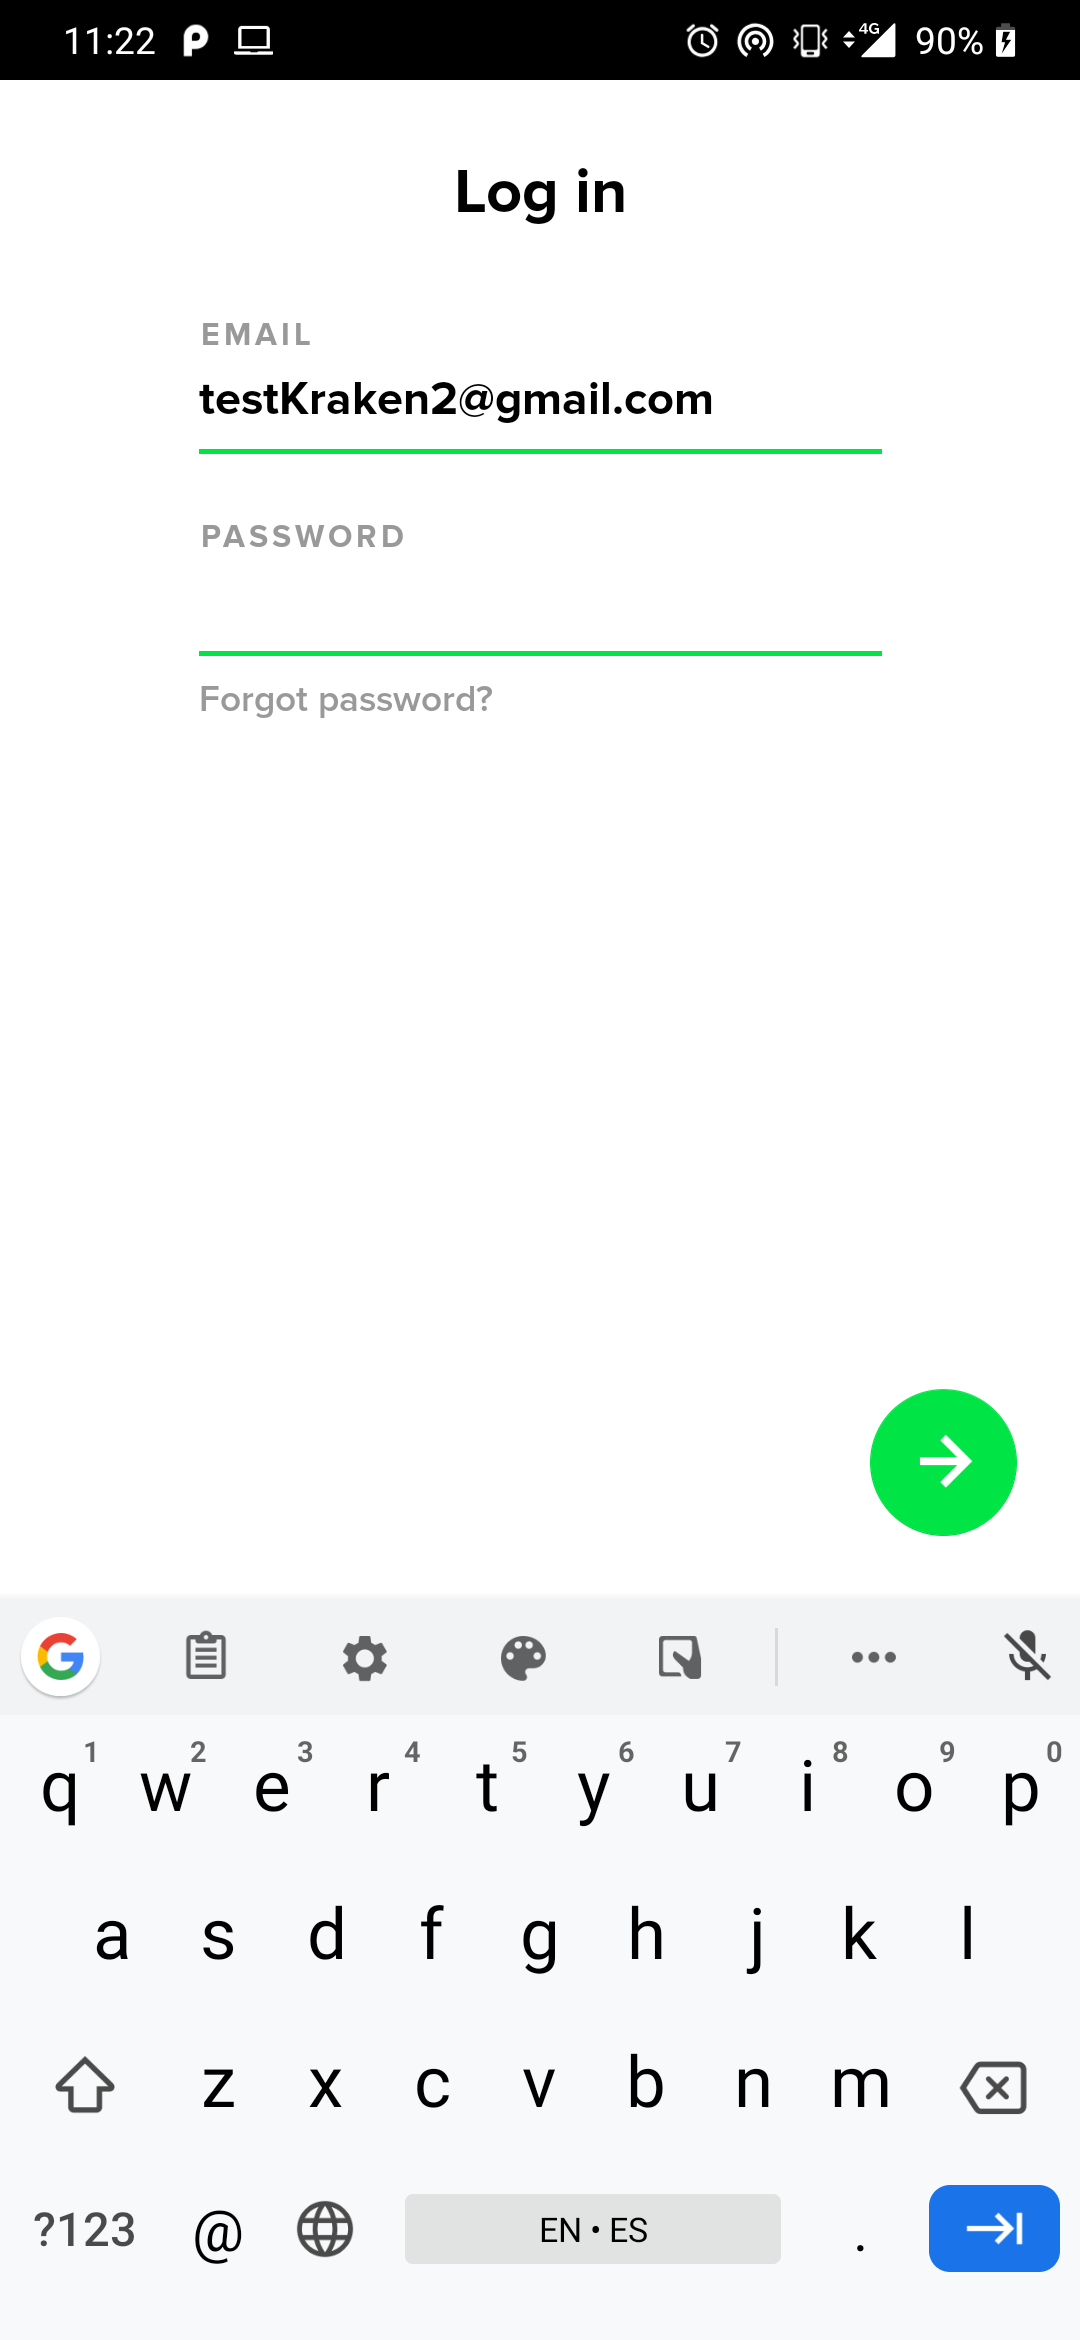 11:22 4G 90%
Log in
EMAIL
testKraken2@gmail.com
PASSWORD
Forgot password?
1 2 3 4 5 6 7 8 9 0
q w e r t y u i o p
a s d f g h j k l
z x c v b n m
?123 @ EN • ES .